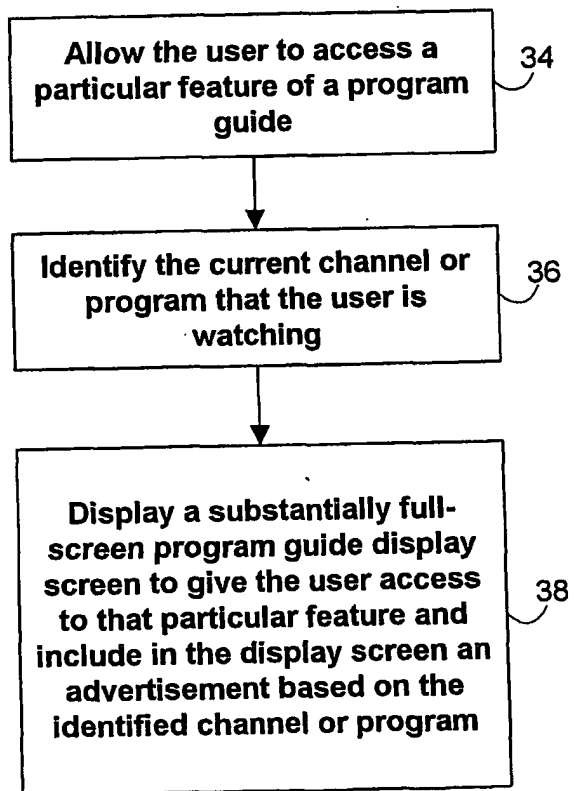 Allow the user to access a
particular feature of a program
guide
34
Identify the current channel or
program that the user is
watching
36
Display a substantially full-
screen program guide display
screen to give the user access
to that particular feature and
include in the display screen an
advertisement based on the
identified channel or program
38